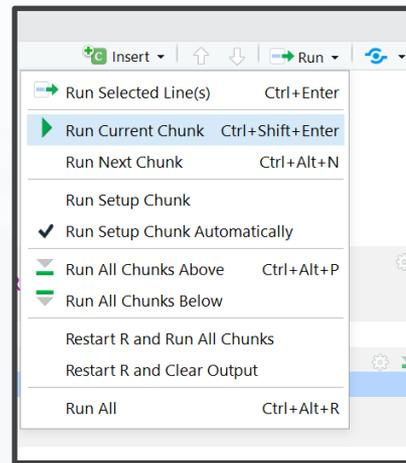 Insert Run
Run Selected Line(s) Ctrl+Enter
Run Current Chunk Ctrl+Shift+Enter
Run Next Chunk Ctrl+Alt+N
Run Setup Chunk
Run Setup Chunk Automatically
Run All Chunks Above Ctrl+Alt+P
Run All Chunks Below
Restart R and Run All Chunks
Restart R and Clear Output
Run All Ctrl+Alt+R